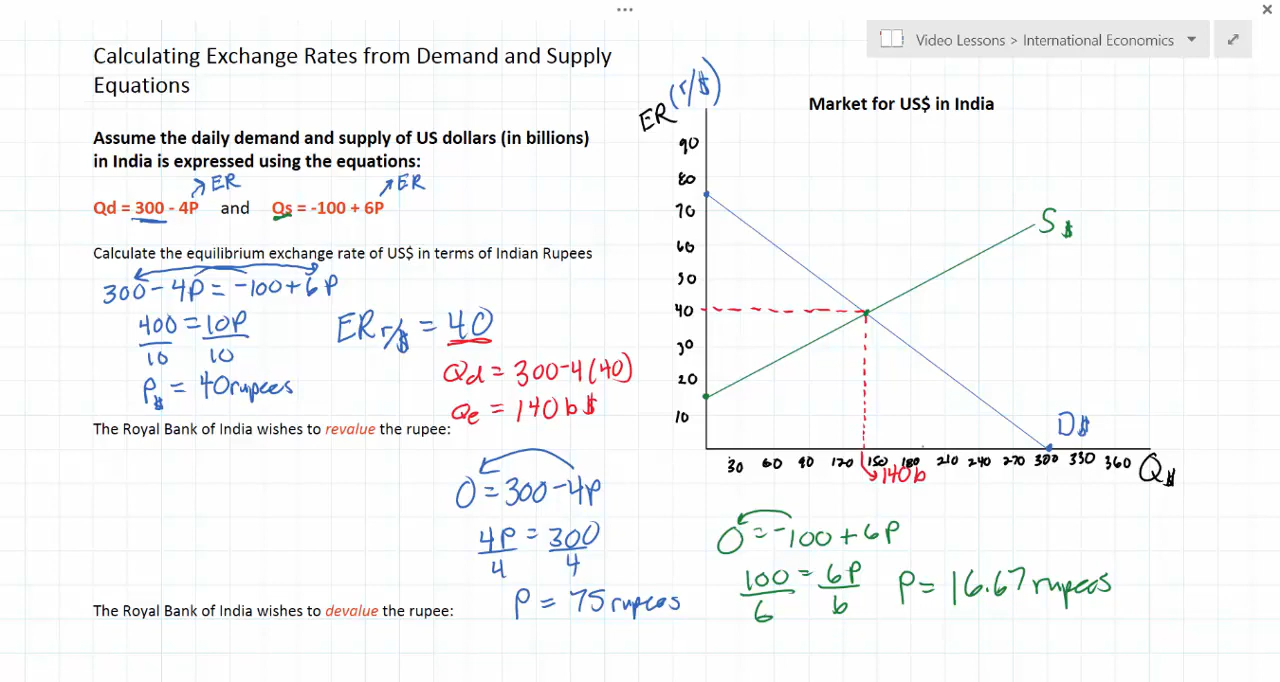 Video Lessons > International Economics
Calculating Exchange Rates from Demand and Supply
Equations
Assume the daily demand and supply of US dollars (in billions)
in India is expressed using the equations:
ER ER
Qd = 300 - 4P and Qs = -100 + 6P
Calculate the equilibrium exchange rate of US$ in terms of Indian Rupees
300 - 4P = -100 + 6P
400 = 10P
10 10
P$ = 40 rupees
ER r/$ = 40
Qd = 300-4(40)
Qe = 140 b $
The Royal Bank of India wishes to revalue the rupee:
0 = 300 - 4P
4P = 300
4 4
P = 75 rupees
The Royal Bank of India wishes to devalue the rupee:
Market for US$ in India
ER (r/$)
90
80
70
60
50
40
30
20
10
S$
D$
30 60 90 120 150 180 210 240 270 300 330 360 Q$
140 b
0 = -100 + 6P
100 = 6P
6 6
P = 16.67 rupees